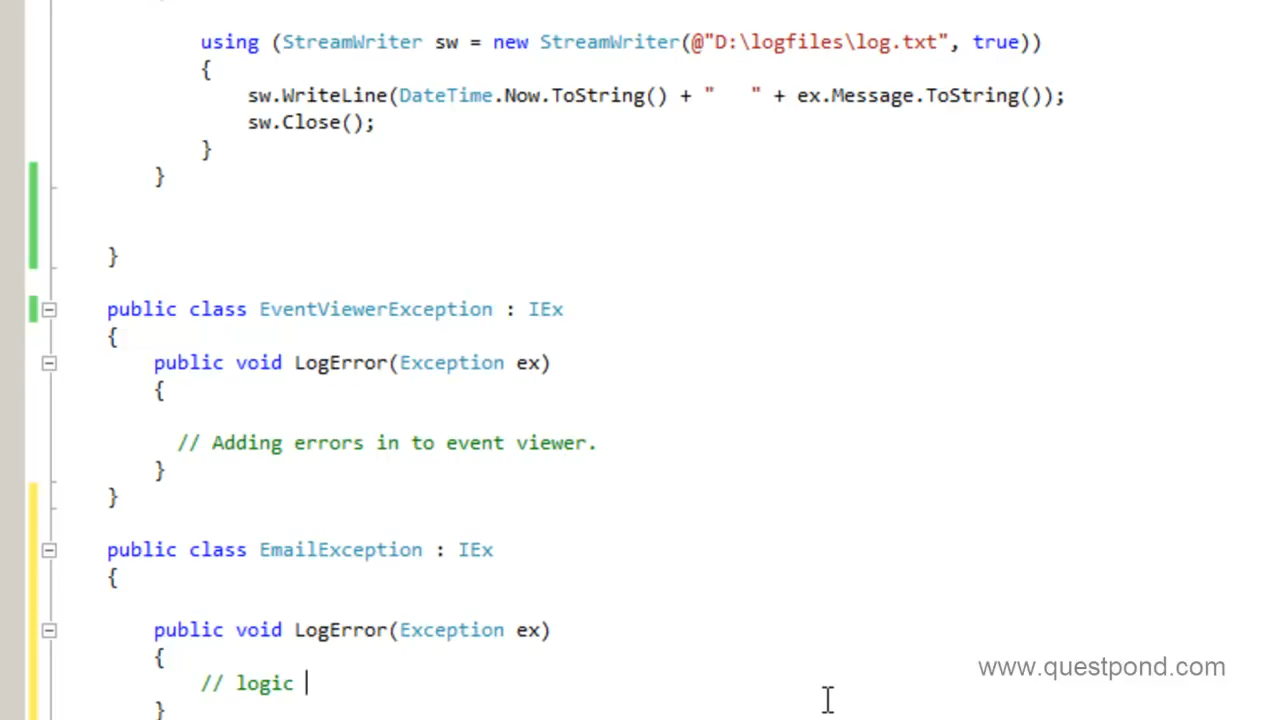 using (StreamWriter sw = new StreamWriter(@"D:\logfiles\log.txt", true))
{
sw.WriteLine(DateTime.Now.ToString() + "   " + ex.Message.ToString());
sw.Close();
}
}
}
public class EventViewerException : IEx
{
public void LogError(Exception ex)
{
// Adding errors in to event viewer.
}
}
public class EmailException : IEx
{
public void LogError(Exception ex)
{
// logic
}
www.questpond.com